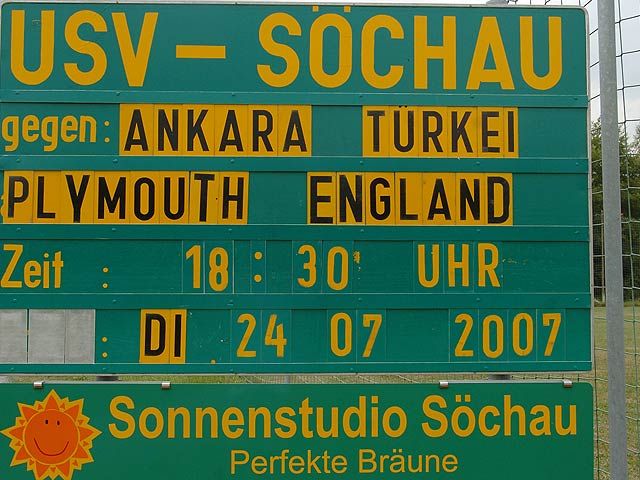 USV – SÖCHAU
gegen: ANKARA TÜRKEI
PLYMOUTH ENGLAND
Zeit : 18:30 UHR
: DI . 24 07 2007
Sonnenstudio Söchau
Perfekte Bräune